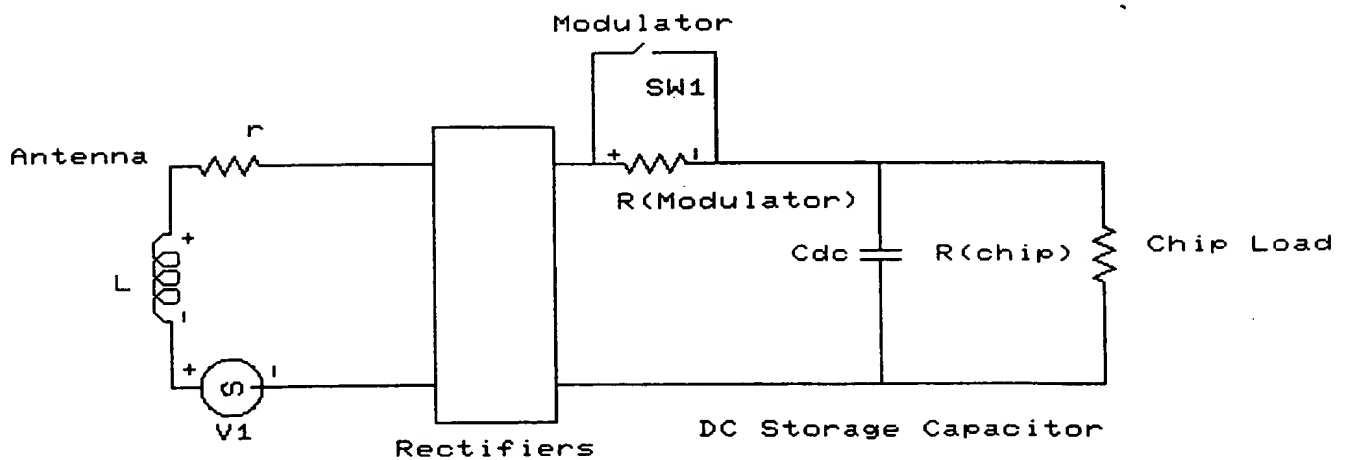 Modulator
SW1
r
Antenna
+ -
R(Modulator)
+
L
-
Cdc
R(chip)
Chip Load
+ -
S
V1
Rectifiers
DC Storage Capacitor